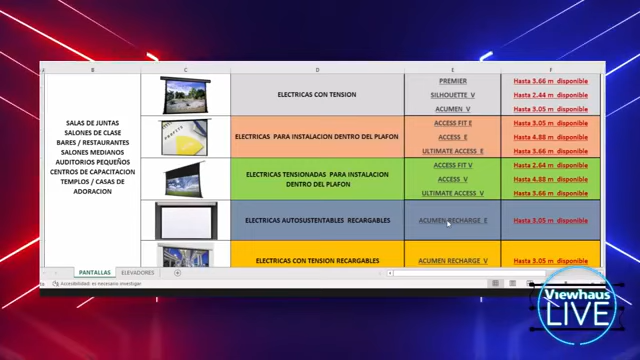 B
C
D
E
F
SALAS DE JUNTAS
SALONES DE CLASE
BARES / RESTAURANTES
SALONES MEDIANOS
AUDITORIOS PEQUEÑOS
CENTROS DE CAPACITACION
TEMPLOS / CASAS DE
ADORACION
ELECTRICAS CON TENSION
PREMIER
Hasta 3.66 m disponible
SILHOUETTE V
Hasta 2.44 m disponible
ACUMEN V
Hasta 3.05 m disponible
ELECTRICAS PARA INSTALACION DENTRO DEL PLAFON
ACCESS FIT E
Hasta 3.05 m disponible
ACCESS E
Hasta 4.88 m disponible
ULTIMATE ACCESS E
Hasta 3.66 m disponible
ELECTRICAS TENSIONADAS PARA INSTALACION
DENTRO DEL PLAFON
ACCESS FIT V
Hasta 2.64 m disponible
ACCESS V
Hasta 4.88 m disponible
ULTIMATE ACCESS V
Hasta 3.66 m disponible
ELECTRICAS AUTOSUSTENTABLES RECARGABLES
ACUMEN RECHARGE E
Hasta 3.05 m disponible
ELECTRICAS CON TENSION RECARGABLES
ACUMEN RECHARGE V
Hasta 3.05 m disponible
PANTALLAS
ELEVADORES
Accesibilidad: es necesario investigar
Viewhaus
LIVE